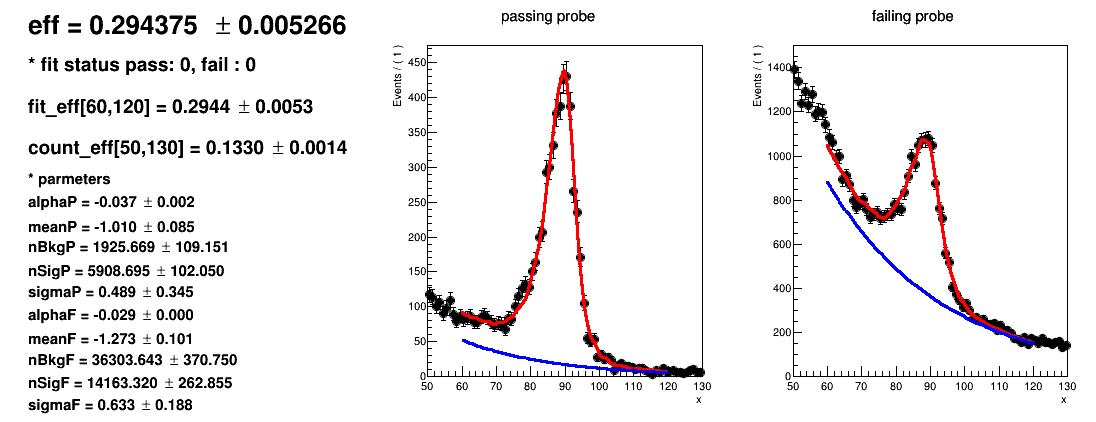 eff = 0.294375 ± 0.005266
* fit status pass: 0, fail : 0
fit_eff[60,120] = 0.2944 ± 0.0053
count_eff[50,130] = 0.1330 ± 0.0014
* parmeters
alphaP = -0.037 ± 0.002
meanP = -1.010 ± 0.085
nBkgP = 1925.669 ± 109.151
nSigP = 5908.695 ± 102.050
sigmaP = 0.489 ± 0.345
alphaF = -0.029 ± 0.000
meanF = -1.273 ± 0.101
nBkgF = 36303.643 ± 370.750
nSigF = 14163.320 ± 262.855
sigmaF = 0.633 ± 0.188
passing probe
Events / ( 1 )
450
400
350
300
250
200
150
100
50
0
50 60 70 80 90 100 110 120 130
x
failing probe
Events / ( 1 )
1400
1200
1000
800
600
400
200
0
50 60 70 80 90 100 110 120 130
x